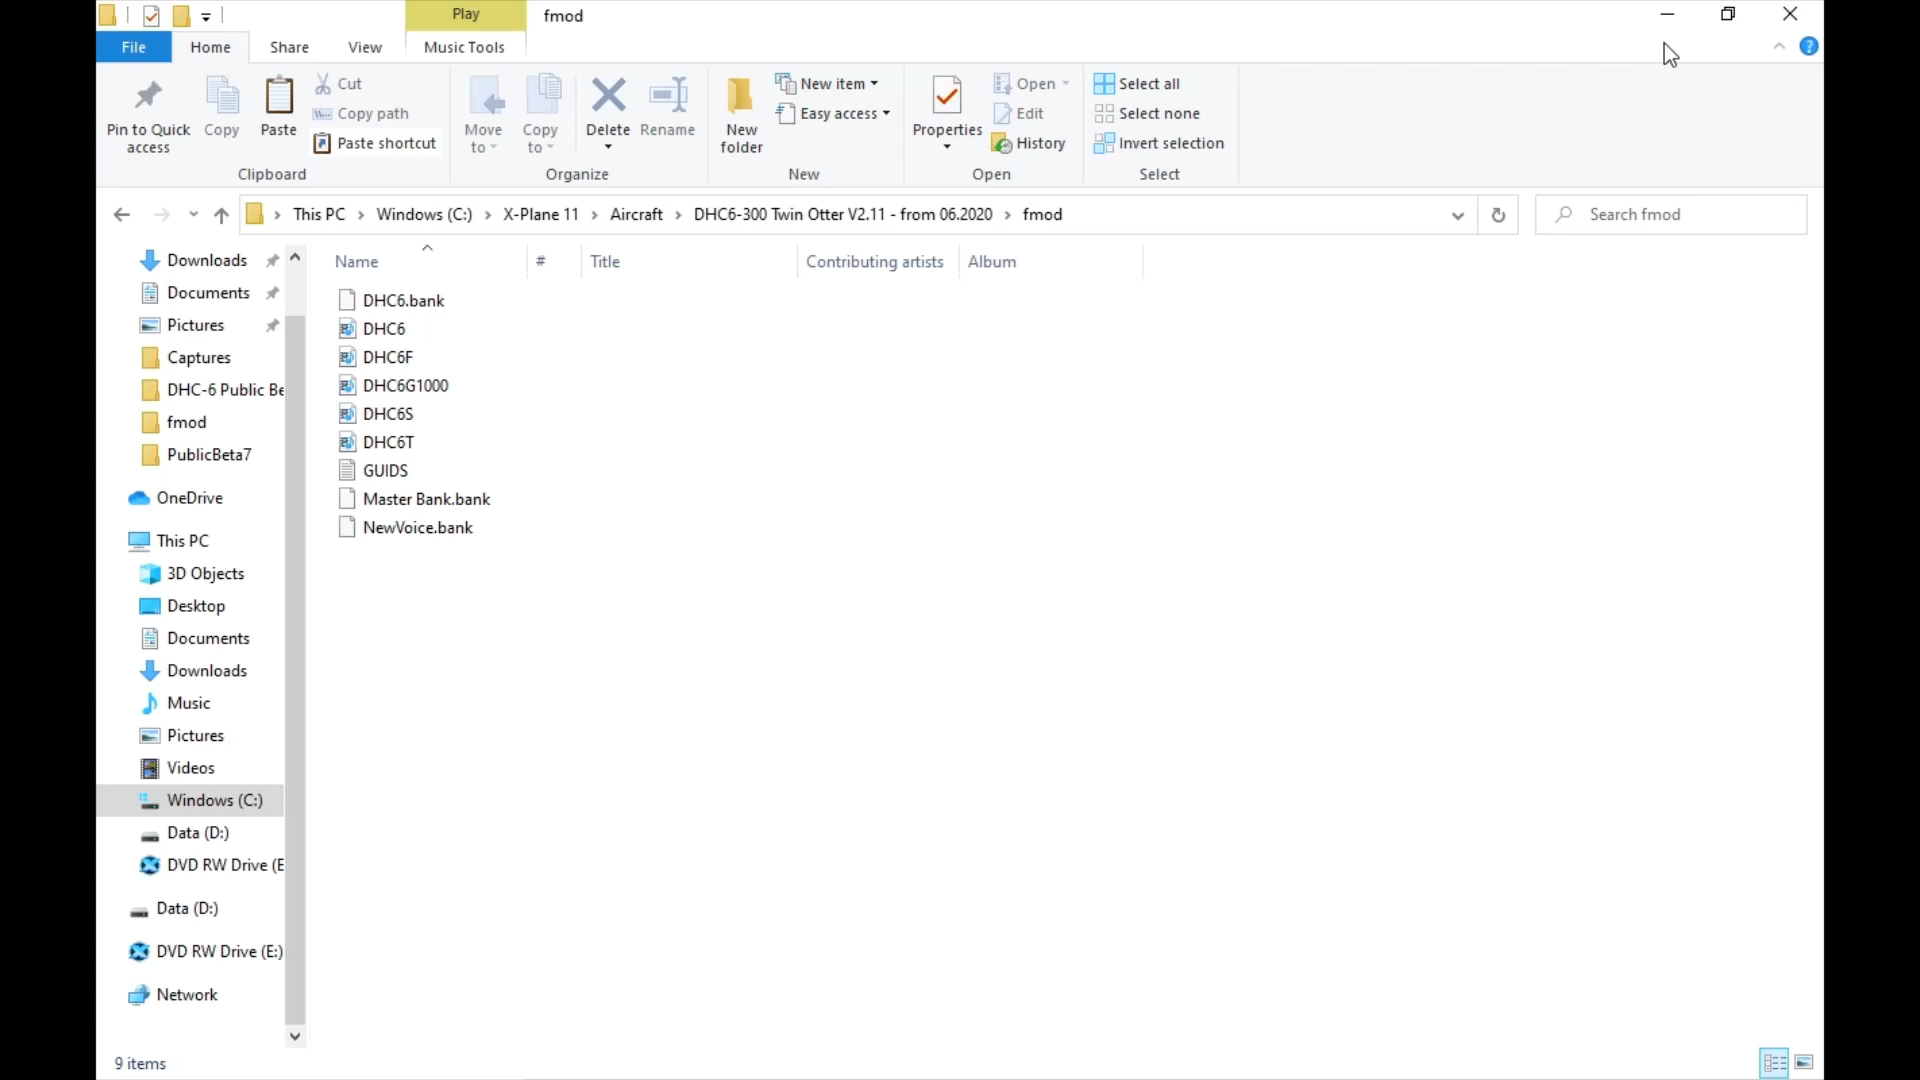 Play
fmod
File
Home
Share
View
Music Tools
Pin to Quick
access
Copy
Paste
Cut
Copy path
Paste shortcut
Clipboard
Move
to
Copy
to
Delete
Rename
Organize
New
folder
New item
Easy access
New
Properties
Open
Edit
History
Open
Select all
Select none
Invert selection
Select
This PC > Windows (C:) > X-Plane 11 > Aircraft > DHC6-300 Twin Otter V2.11 - from 06.2020 > fmod
Search fmod
Downloads
Documents
Pictures
Captures
DHC-6 Public Be
fmod
PublicBeta7
OneDrive
This PC
3D Objects
Desktop
Documents
Downloads
Music
Pictures
Videos
Windows (C:)
Data (D:)
DVD RW Drive (E
Data (D:)
DVD RW Drive (E:)
Network
Name # Title Contributing artists Album
DHC6.bank
DHC6
DHC6F
DHC6G1000
DHC6S
DHC6T
GUIDS
Master Bank.bank
NewVoice.bank
9 items